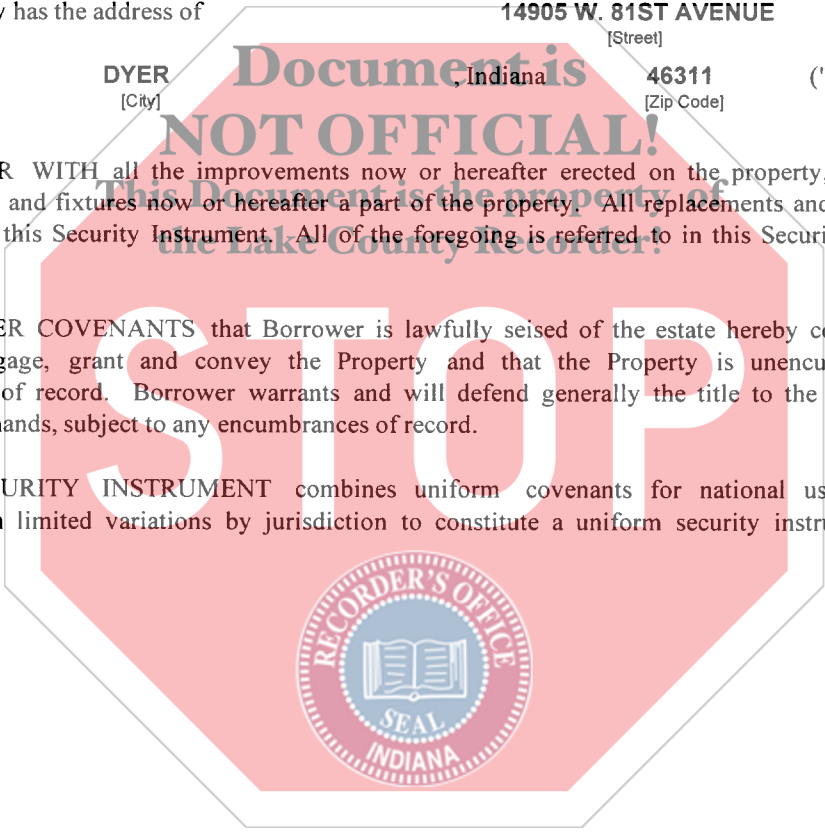 y has the address of 14905 W. 81ST AVENUE
[Street]
DYER , Indiana 46311 ("
[City] [Zip Code]
Document is
NOT OFFICIAL!
R WITH all the improvements now or hereafter erected on the property,
This Document is the property of
and fixtures now or hereafter a part of the property. All replacements and
this Security Instrument. All of the foregoing is referred to in this Securi
the Lake County Recorder!
ER COVENANTS that Borrower is lawfully seised of the estate hereby co
gage, grant and convey the Property and that the Property is unencu
of record. Borrower warrants and will defend generally the title to the
nands, subject to any encumbrances of record.
STOP
URITY INSTRUMENT combines uniform covenants for national us
limited variations by jurisdiction to constitute a uniform security instru
RECORDER'S OFFICE
SEAL
INDIANA